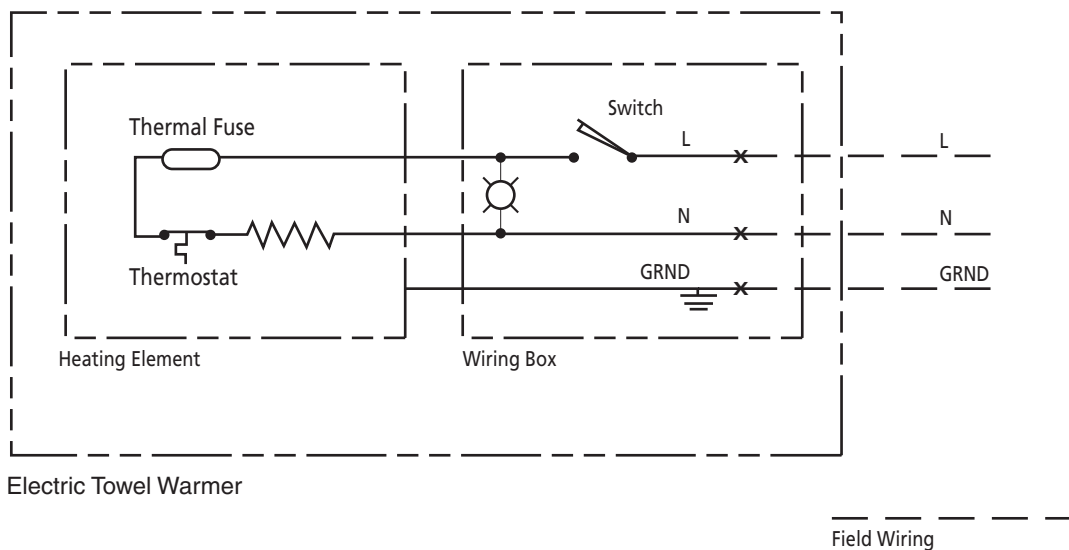 Switch
Thermal Fuse
L
L
N
N
Thermostat
GRND
GRND
Heating Element
Wiring Box
Electric Towel Warmer
Field Wiring